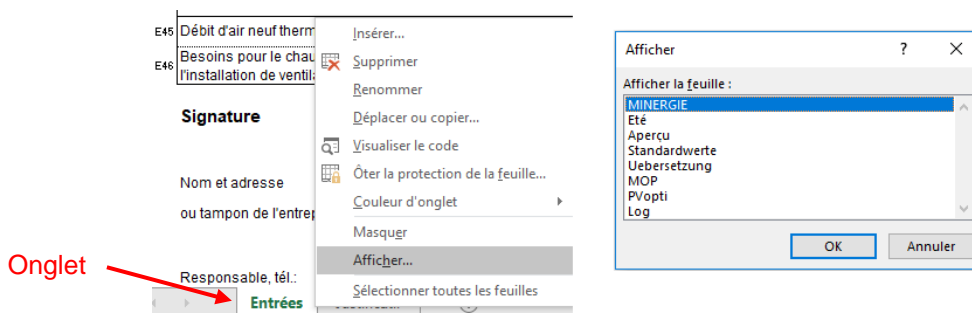 E45 Débit d'air neuf therm
E46 Besoins pour le chau
l'installation de ventil
Signature
Nom et adresse
ou tampon de l'entrep
Responsable, tél.:
Onglet
Entrées
Insérer...
Supprimer
Renommer
Déplacer ou copier...
Visualiser le code
Ôter la protection de la feuille...
Couleur d'onglet
Masquer
Afficher...
Sélectionner toutes les feuilles
Afficher ? ×
Afficher la feuille :
MINERGIE
Eté
Aperçu
Standardwerte
Uebersetzung
MOP
PVopti
Log
OK Annuler